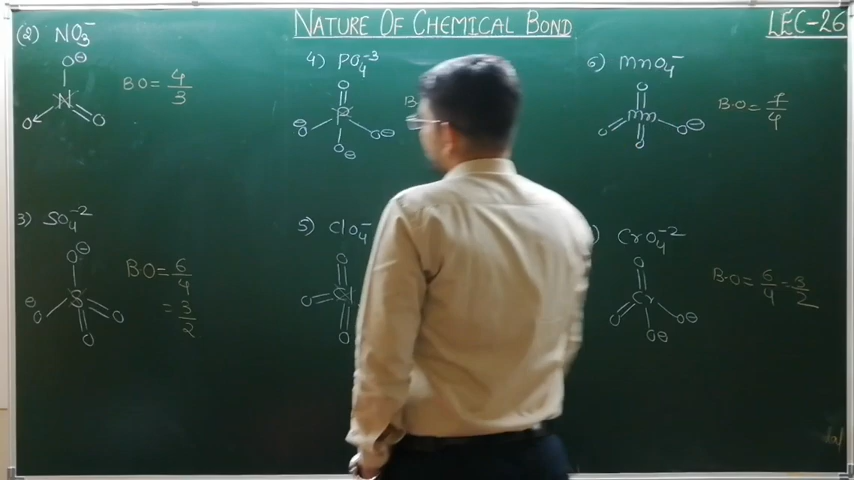 NATURE OF CHEMICAL BOND
LEC-26
(2) NO3⁻
O⊖
N
O O
B·O = 4/3
3) SO4⁻²
O⊖
⊖
O S O
O
B·O = 6/4
= 3/2
4) PO4⁻³
O
P
⊖O O⊖
O⊖
B
5) ClO4⁻
O
O Cl
O
6) MnO4⁻
O
Mn
O O⊖
O
B·O = 7/4
) CrO4⁻²
O
Cr
O O⊖
O⊖
B·O = 6/4 = 3/2